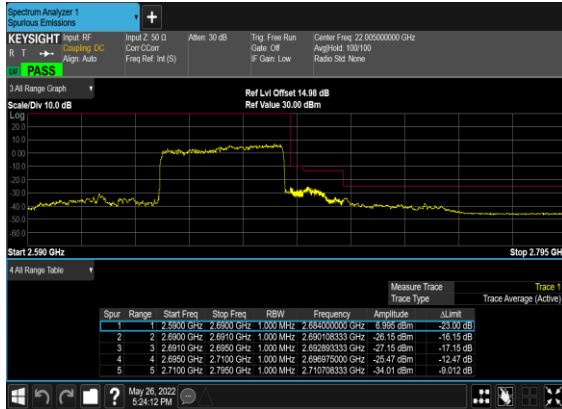 Spectrum Analyzer 1
Spurious Emissions
+
KEYSIGHT Input: RF Input Z: 50 Ω Atten: 30 dB Trig: Free Run Center Freq: 22.005000000 GHz
R T Coupling: DC Corr CCorr Gate: Off Avg|Hold: 100/100
Align: Auto Freq Ref: Int (S) IF Gain: Low Radio Std: None
PASS
3 All Range Graph Ref Lvl Offset 14.98 dB
Scale/Div 10.0 dB Ref Value 30.00 dBm
Log
20.0
10.0
0.00
-10.0
-20.0
-30.0
-40.0
-50.0
-60.0
Start 2.590 GHz Stop 2.795 GH
4 All Range Table
Measure Trace Trace 1
Trace Type Trace Average (Active)
Spur Range Start Freq Stop Freq RBW Frequency Amplitude ΔLimit
1 1 2.5900 GHz 2.6900 GHz 1.000 MHz 2.684000000 GHz 6.995 dBm -23.00 dB
2 2 2.6900 GHz 2.6910 GHz 1.000 MHz 2.690108333 GHz -26.15 dBm -16.15 dB
3 3 2.6910 GHz 2.6950 GHz 1.000 MHz 2.692893333 GHz -27.15 dBm -17.15 dB
4 4 2.6950 GHz 2.7100 GHz 1.000 MHz 2.696975000 GHz -25.47 dBm -12.47 dB
5 5 2.7100 GHz 2.7950 GHz 1.000 MHz 2.710708333 GHz -34.01 dBm -9.012 dB
? May 26, 2022
5:24:12 PM